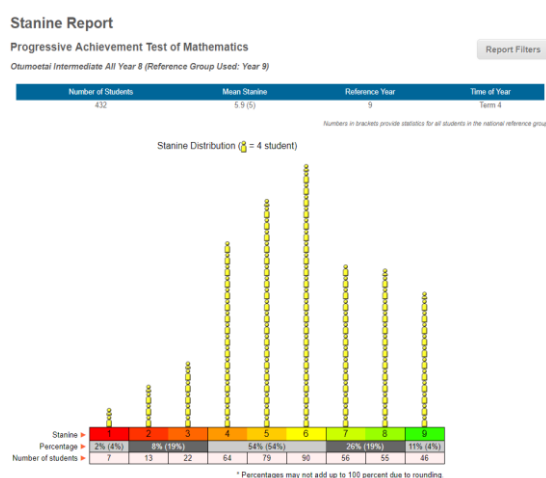 Stanine Report
Progressive Achievement Test of Mathematics
Report Filters
Otumoetai Intermediate All Year 8 (Reference Group Used: Year 9)
Number of Students Mean Stanine Reference Year Time of Year
432 5.9 (5) 9 Term 4
Numbers in brackets provide statistics for all students in the national reference group
Stanine Distribution ( = 4 student)
Stanine 1 2 3 4 5 6 7 8 9
Percentage 2% (4%) 8% (19%) 54% (54%) 26% (19%) 11% (4%)
Number of students 7 13 22 64 79 90 56 55 46
* Percentages may not add up to 100 percent due to rounding.